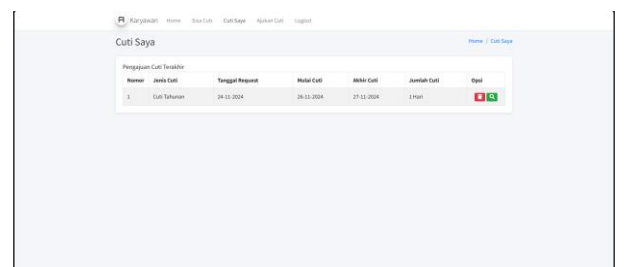 Karyawan Home Sisa Cuti Cuti Saya Ajukan Cuti Logout
Cuti Saya Home / Cuti Saya
Pengajuan Cuti Terakhir
Nomor Jenis Cuti Tanggal Request Mulai Cuti Akhir Cuti Jumlah Cuti Opsi
1 Cuti Tahunan 24-11-2024 26-11-2024 27-11-2024 1 Hari